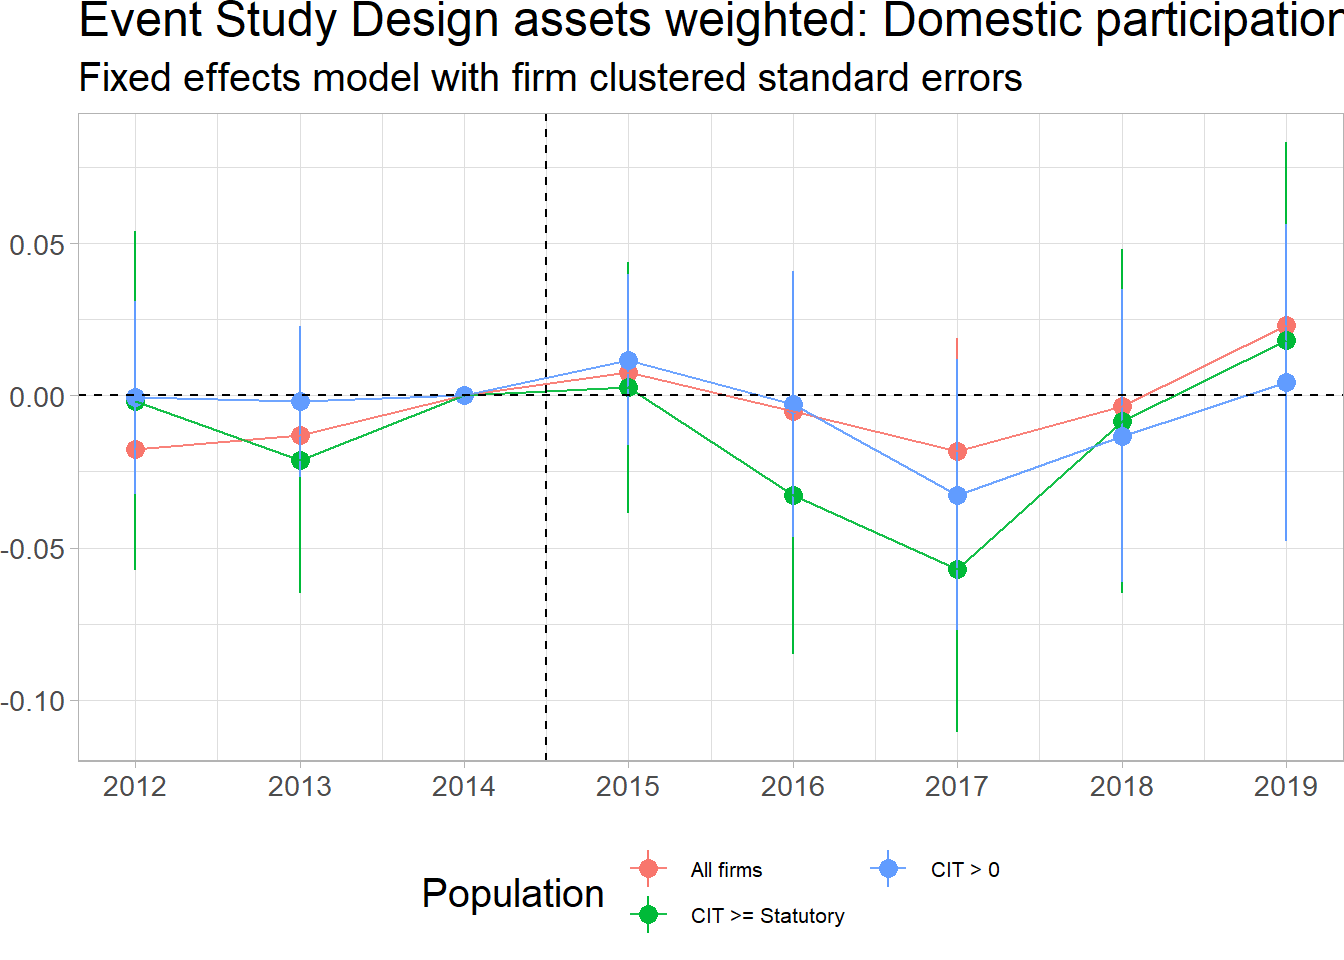 Event Study Design assets weighted: Domestic participation
Fixed effects model with firm clustered standard errors
0.05
0.00
-0.05
-0.10
2012 2013 2014 2015 2016 2017 2018 2019
Population
All firms
CIT > 0
CIT >= Statutory